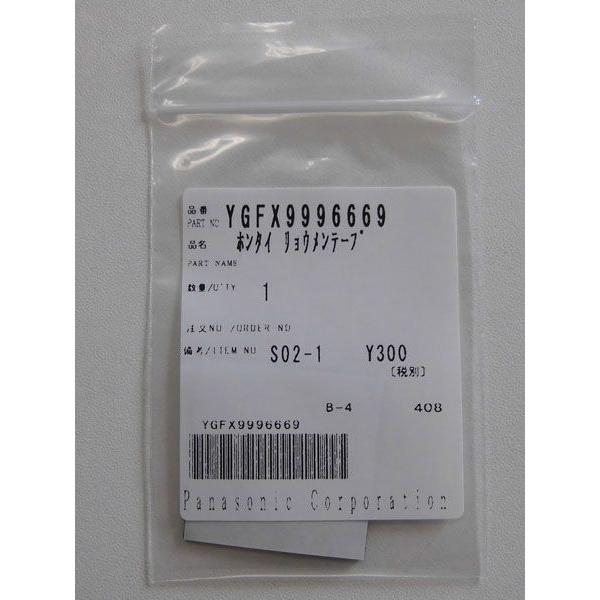 品番
PART NO YGFX9996669
品名 ホンタイ リョウメンテープ
PART NAME
数量/Q'TY 1
注文NO./ORDER NO
備考/ITEM NO S02-1 Y300
〔税別〕
B-4 408
YGFX9996669
Panasonic Corporation